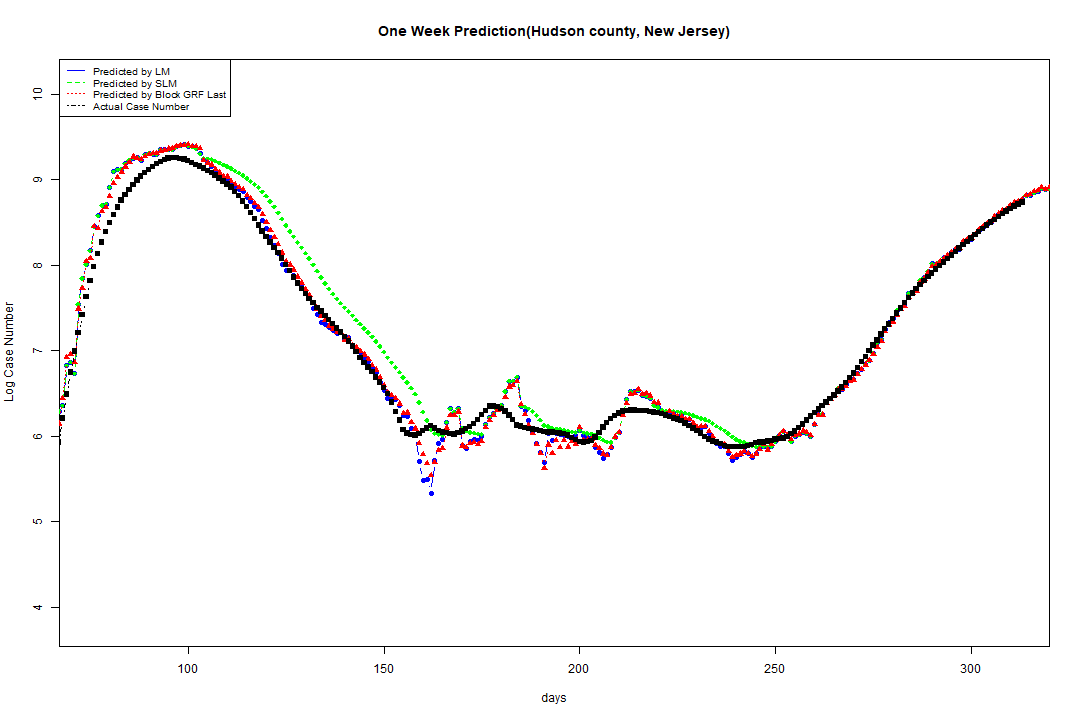 One Week Prediction(Hudson county, New Jersey)
Predicted by LM
Predicted by SLM
Predicted by Block GRF Last
Actual Case Number
10
9
8
7
6
5
4
Log Case Number
100 150 200 250 300
days